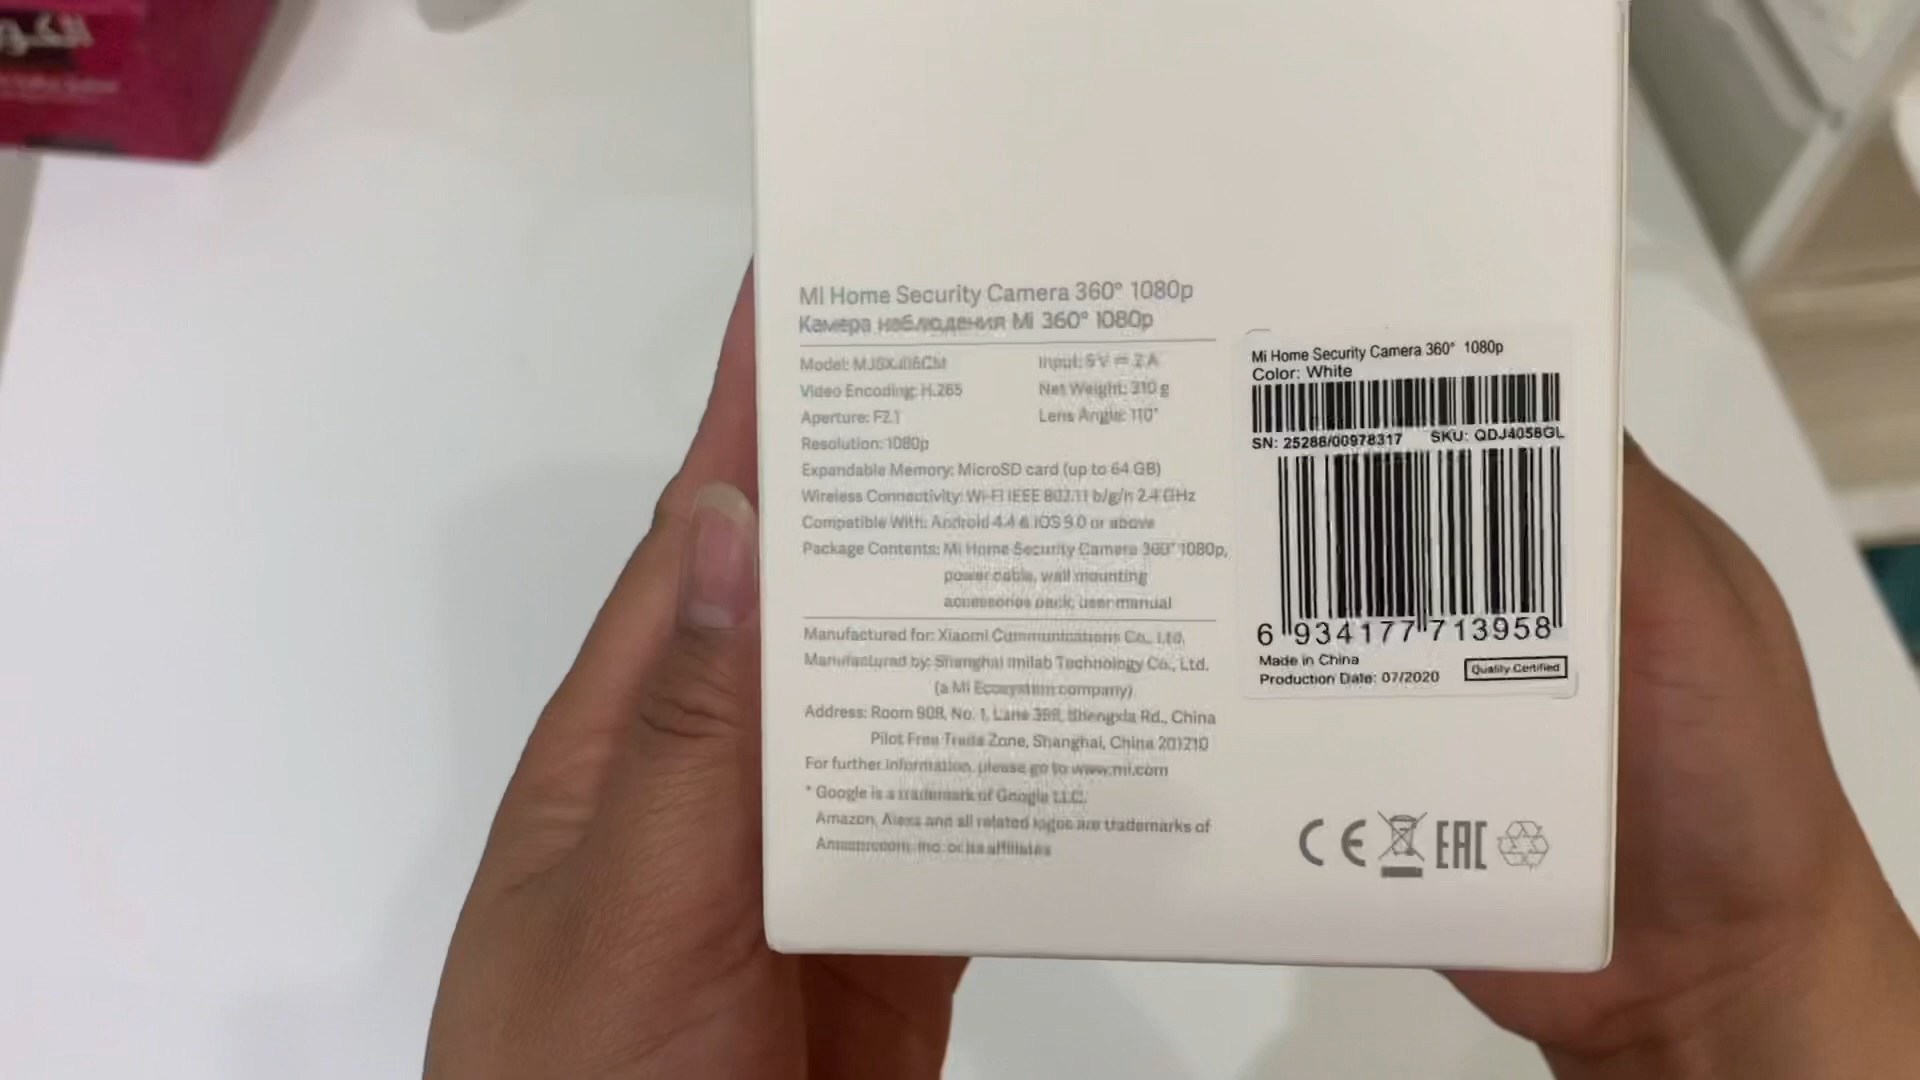 الكور
Mi Home Security Camera 360° 1080p
Камера наблюдения Mi 360° 1080p
Model:
Input: 5V = 2A
Video Encoding: H.265
Net Weight: 310 g
Aperture: F2.1
Lens Angle: 110°
Resolution: 1080p
Expandable Memory: MicroSD card (up to 64 GB)
Wireless Connectivity: Wi-Fi IEEE 802.11 b/g/n 2.4 GHz
Compatible With: Android 4.4 & iOS 9.0 or above
Package Contents: Mi Home Security Camera 360° 1080p,
power cable, wall mounting
accessories pack, user manual
Manufactured for: Xiaomi Communications Co., Ltd.
Manufactured by: Shanghai Imilab Technology Co., Ltd.
(a Mi Ecosystem company)
Address: Room 908, No. 1, Lane 399, Shengxia Rd., China
Pilot Free Trade Zone, Shanghai, China 201210
For further information, please go to www.mi.com
* Google is a trademark of Google LLC.
Amazon, Alexa and all related logos are trademarks of
Amazon.com, Inc. or its affiliates
Mi Home Security Camera 360° 1080p
Color: White
SN: 25288/00978317 SKU: QDJ4058GL
6 934177 713958
Made in China
Production Date: 07/2020
Quality Certified
CE EAC